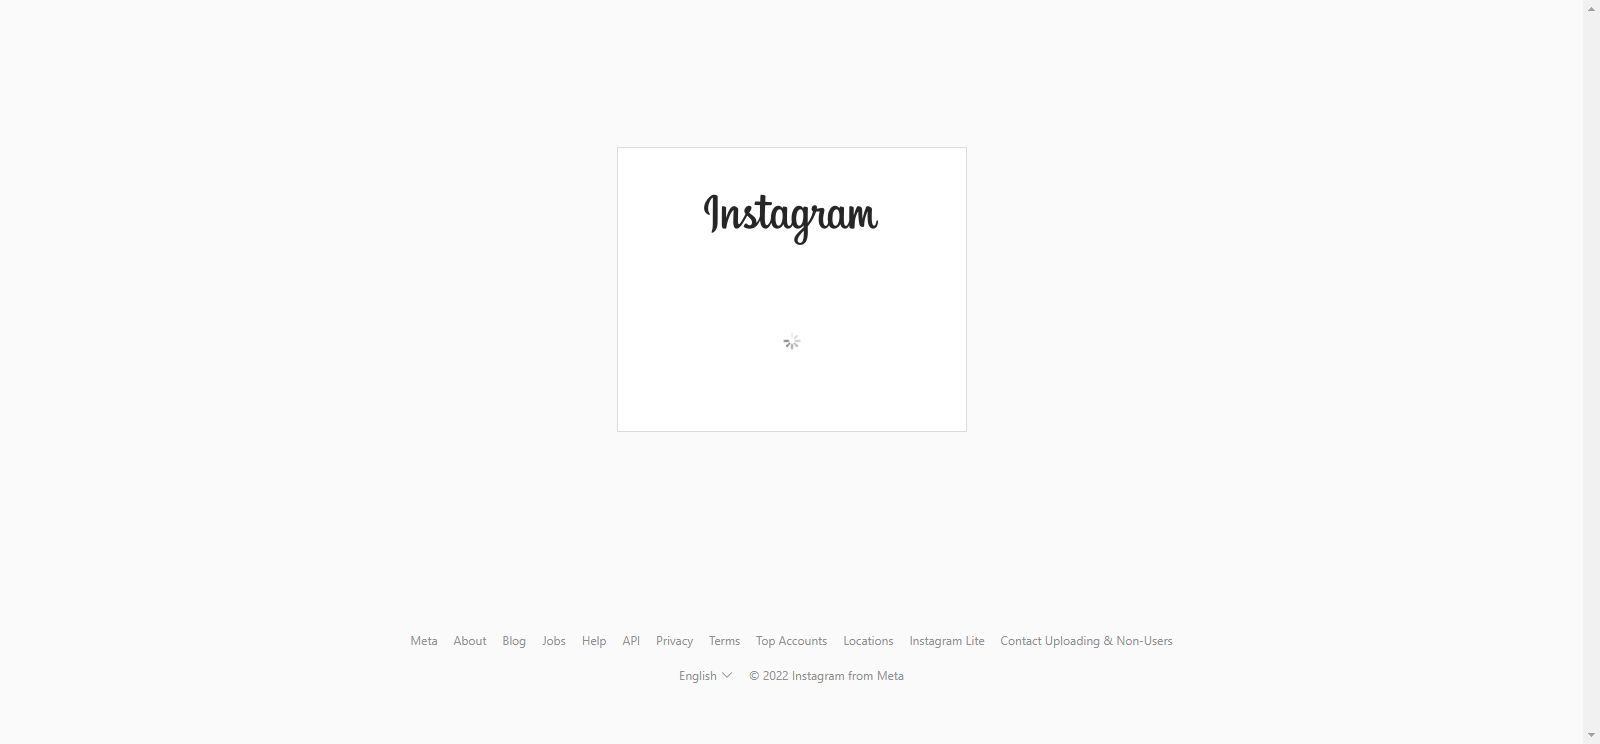 Instagram
Meta About Blog Jobs Help API Privacy Terms Top Accounts Locations Instagram Lite Contact Uploading & Non-Users
English © 2022 Instagram from Meta